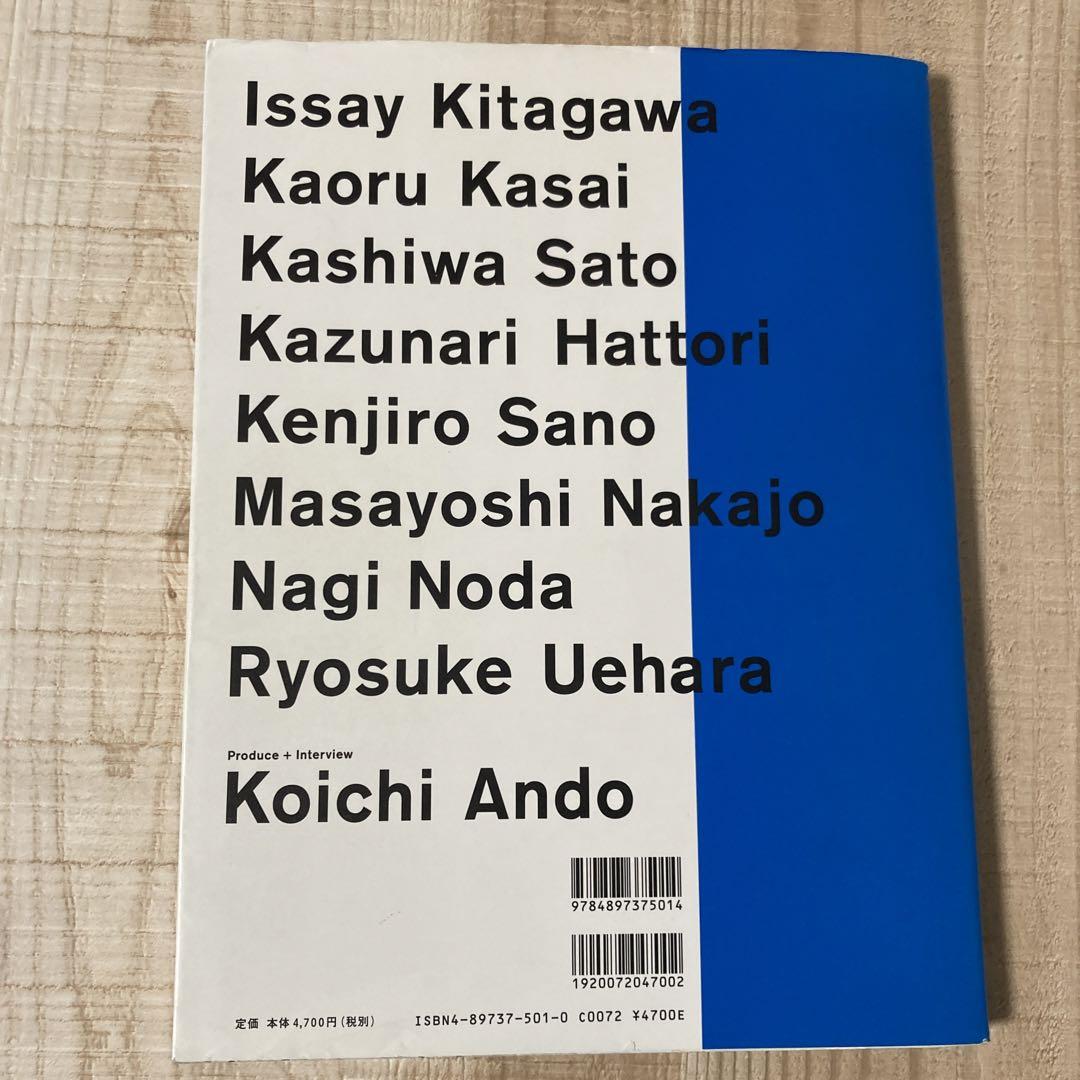 Issay Kitagawa
Kaoru Kasai
Kashiwa Sato
Kazunari Hattori
Kenjiro Sano
Masayoshi Nakajo
Nagi Noda
Ryosuke Uehara
Produce + Interview
Koichi Ando
9784897375014
1920072047002
定価 本体4,700円(税別)
ISBN4-89737-501-0 C0072 ¥4700E